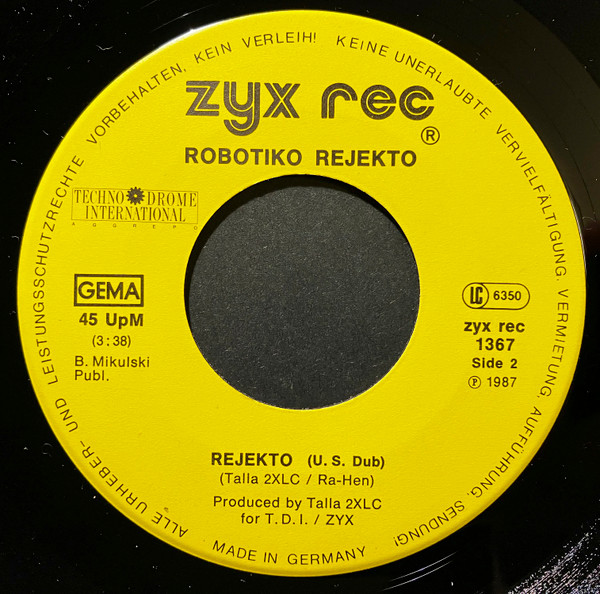 ALLE URHEBER- UND LEISTUNGSSCHUTZRECHTE VORBEHALTEN, KEIN VERLEIH! KEINE UNERLAUBTE VERVIELFÄLTIGUNG, VERMIETUNG, AUFFÜHRUNG, SENDUNG!
zyx rec
®
ROBOTIKO REJEKTO
TECHNO DROME
INTERNATIONAL
AGGREPO
GEMA
45 UpM
(3:38)
B. Mikulski
Publ.
LC 6350
zyx rec
1367
Side 2
℗ 1987
REJEKTO (U. S. Dub)
(Talla 2XLC / Ra-Hen)
Produced by Talla 2XLC
for T. D. I. / ZYX
MADE IN GERMANY